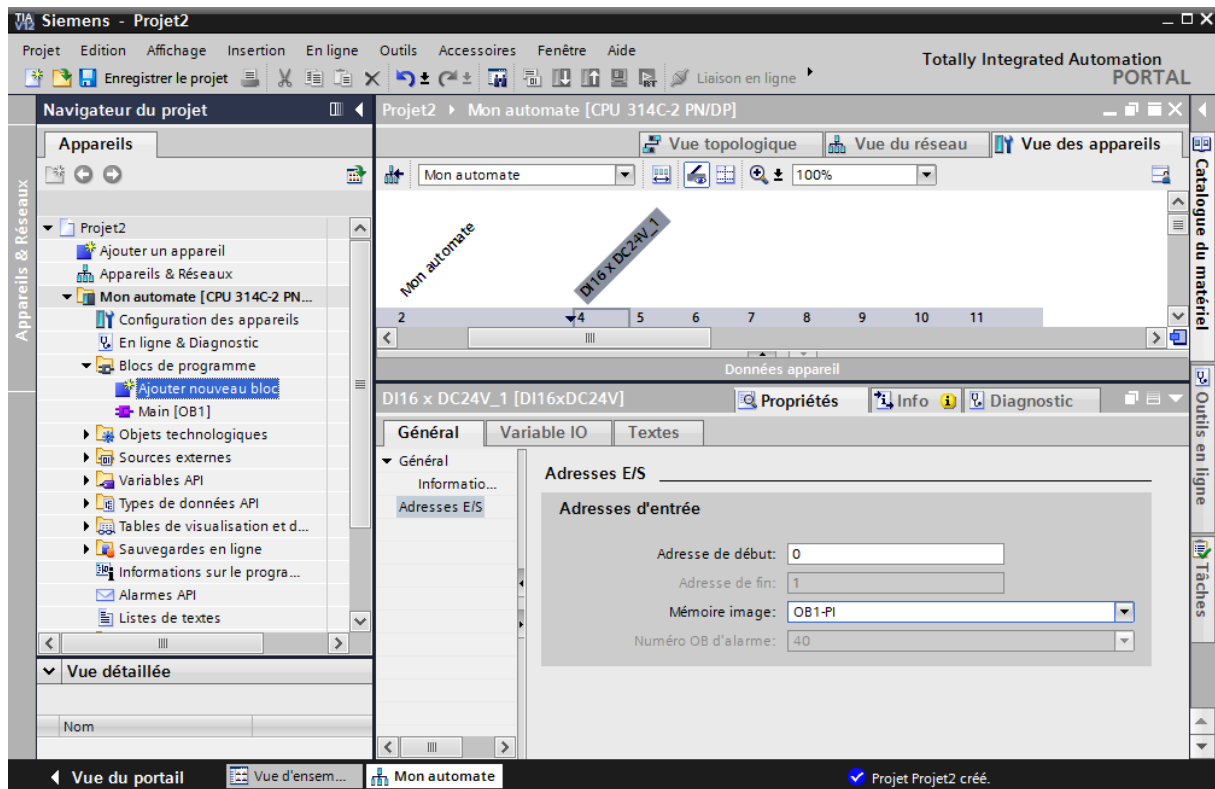 TIA V12 Siemens - Projet2
Projet Edition Affichage Insertion En ligne Outils Accessoires Fenêtre Aide
Totally Integrated Automation
PORTAL
Enregistrer le projet
RT
Liaison en ligne
Navigateur du projet
Projet2 Mon automate [CPU 314C-2 PN/DP]
Appareils
Vue topologique
Vue du réseau
Vue des appareils
Mon automate
100%
Appareils & Réseaux
Projet2
Ajouter un appareil
Appareils & Réseaux
Mon automate [CPU 314C-2 PN...
Configuration des appareils
En ligne & Diagnostic
Blocs de programme
Ajouter nouveau bloc
Main [OB1]
Objets technologiques
Sources externes
Variables API
Types de données API
Tables de visualisation et d...
Sauvegardes en ligne
Informations sur le progra...
Alarmes API
Listes de textes
Vue détaillée
Nom
Mon automate
DI16 x DC24V_1
2 4 5 6 7 8 9 10 11
Données appareil
DI16 x DC24V_1 [DI16xDC24V]
Propriétés
Info
Diagnostic
Général
Variable IO
Textes
Général
Informatio...
Adresses E/S
Adresses E/S
Adresses d'entrée
Adresse de début: 0
Adresse de fin: 1
Mémoire image: OB1-PI
Numéro OB d'alarme: 40
Catalogue du matériel
Outils en ligne
Tâches
Vue du portail
Vue d'ensem...
Mon automate
Projet Projet2 créé.